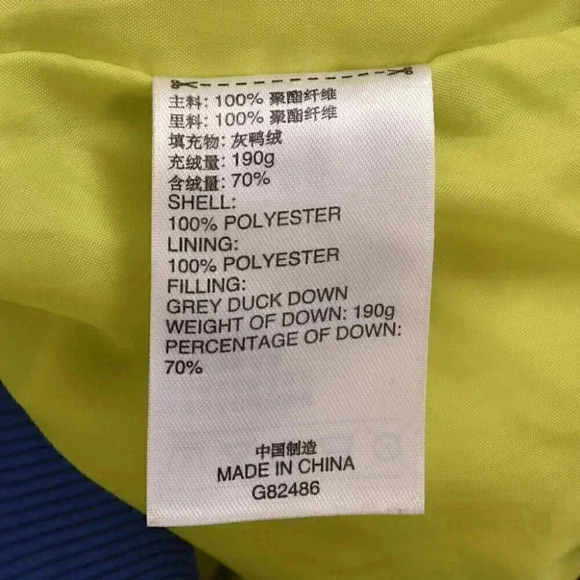 主料: 100% 聚酯纤维
里料: 100% 聚酯纤维
填充物: 灰鸭绒
充绒量: 190g
含绒量: 70%
SHELL:
100% POLYESTER
LINING:
100% POLYESTER
FILLING:
GREY DUCK DOWN
WEIGHT OF DOWN: 190g
PERCENTAGE OF DOWN:
70%
中国制造
MADE IN CHINA
G82486